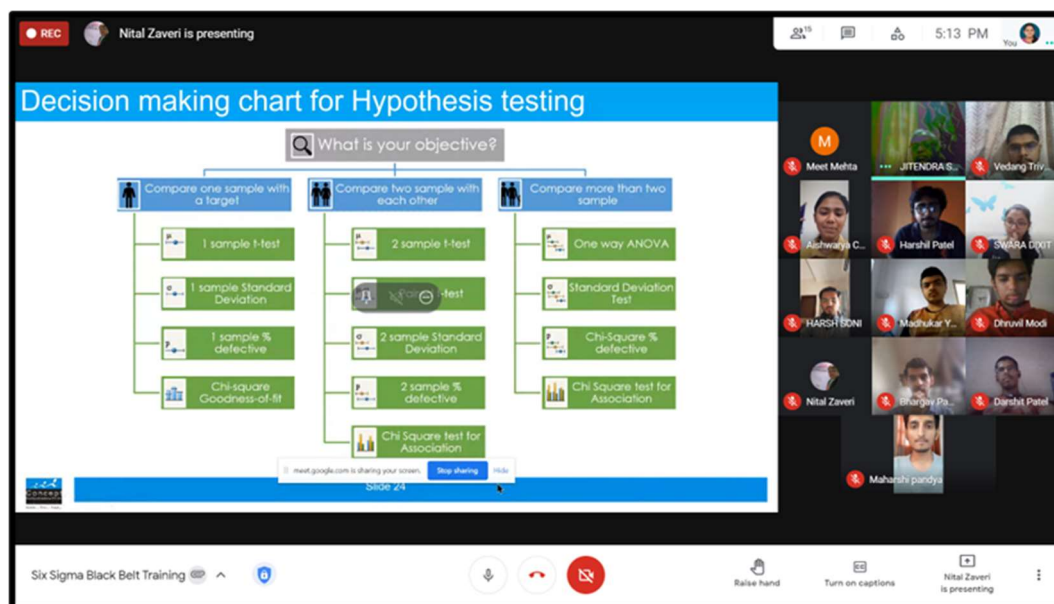 REC
Nital Zaveri is presenting
15
5:13 PM
You
Decision making chart for Hypothesis testing
What is your objective?
Compare one sample with
a target
Compare two sample with
each other
Compare more than two
sample
1 sample t-test
1 sample Standard
Deviation
1 sample %
defective
Chi-square
Goodness-of-fit
2 sample t-test
t-test
2 sample Standard
Deviation
2 sample %
defective
Chi Square test for
Association
One way ANOVA
Standard Deviation
Test
Chi-Square %
defective
Chi Square test for
Association
meet.google.com is sharing your screen.
Stop sharing
Hide
Slide 24
Concept
M
Meet Mehta
JITENDRA S...
Vedang Triv...
Aishwarya C...
Harshil Patel
SWARA DIXIT
HARSH SONI
Madhukar Y...
Dhruvil Modi
Nital Zaveri
Bhargav Pa...
Darshit Patel
Maharshi pandya
Six Sigma Black Belt Training
Raise hand
CC
Turn on captions
Nital Zaveri
is presenting